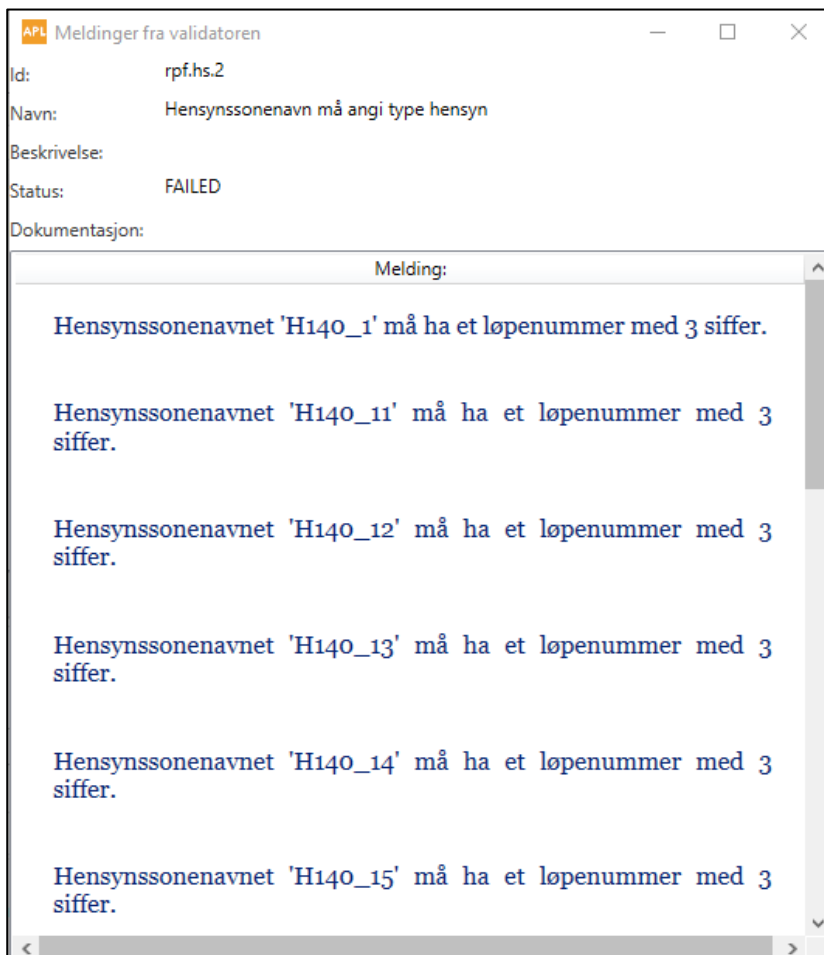 APL Meldinger fra validatoren
Id: rpf.hs.2
Navn: Hensynssonenavn må angi type hensyn
Beskrivelse:
Status: FAILED
Dokumentasjon:
Melding:
Hensynssonenavnet 'H140_1' må ha et løpenummer med 3 siffer.
Hensynssonenavnet 'H140_11' må ha et løpenummer med 3
siffer.
Hensynssonenavnet 'H140_12' må ha et løpenummer med 3
siffer.
Hensynssonenavnet 'H140_13' må ha et løpenummer med 3
siffer.
Hensynssonenavnet 'H140_14' må ha et løpenummer med 3
siffer.
Hensynssonenavnet 'H140_15' må ha et løpenummer med 3
siffer.